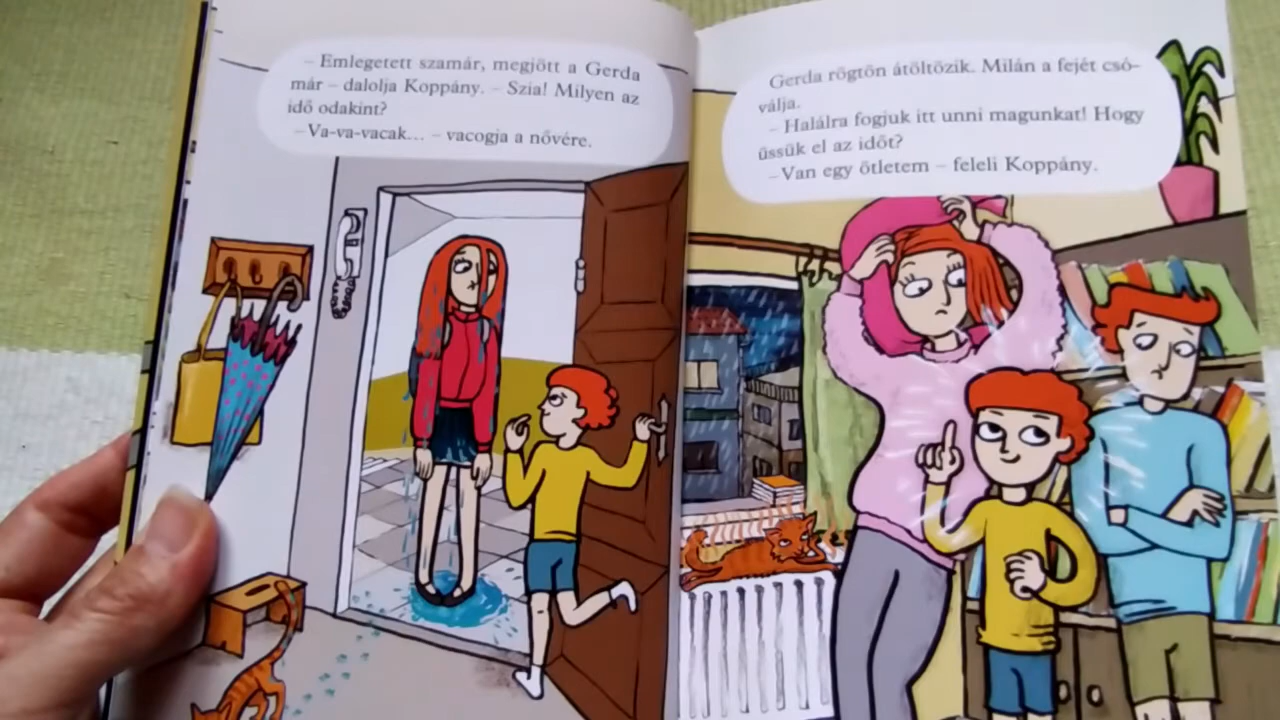 – Emlegetett szamár, megjött a Gerda
már – dalolja Koppány. – Szia! Milyen az
idő odakint?
– Va-va-vacak... – vacogja a nővére.
Gerda rögtön átöltözik. Milán a fejét csó-
válja.
– Halálra fogjuk itt unni magunkat! Hogy
üssük el az időt?
– Van egy ötletem – feleli Koppány.